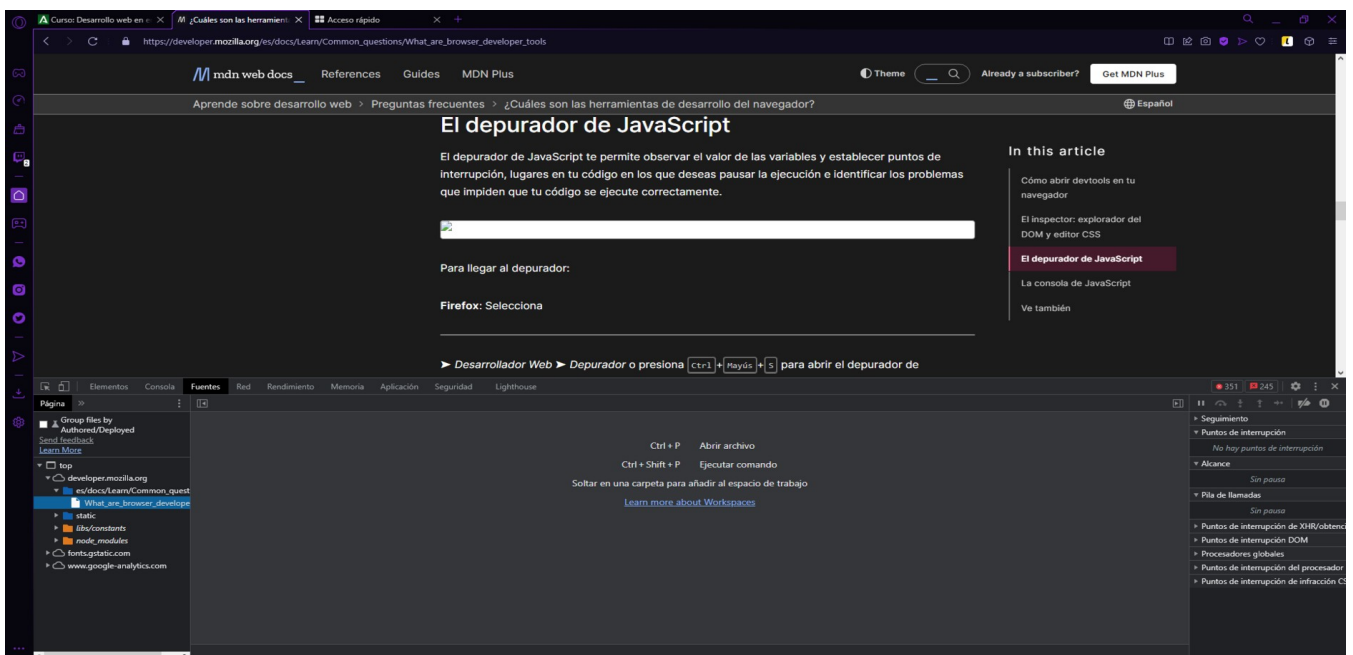 Curso: Desarrollo web en e
¿Cuáles son las herramient
Acceso rápido
https://developer.mozilla.org/es/docs/Learn/Common_questions/What_are_browser_developer_tools
mdn web docs_
References
Guides
MDN Plus
Theme
Already a subscriber?
Get MDN Plus
Aprende sobre desarrollo web > Preguntas frecuentes > ¿Cuáles son las herramientas de desarrollo del navegador?
Español
El depurador de JavaScript
El depurador de JavaScript te permite observar el valor de las variables y establecer puntos de
interrupción, lugares en tu código en los que deseas pausar la ejecución e identificar los problemas
que impiden que tu código se ejecute correctamente.
Para llegar al depurador:
Firefox: Selecciona
➤ Desarrollador Web ➤ Depurador o presiona Ctrl + Mayús + S para abrir el depurador de
In this article
Cómo abrir devtools en tu
navegador
El inspector: explorador del
DOM y editor CSS
El depurador de JavaScript
La consola de JavaScript
Ve también
Elementos Consola Fuentes Red Rendimiento Memoria Aplicación Seguridad Lighthouse
351 245
Página
Group files by
Authored/Deployed
Send feedback
Learn More
top
developer.mozilla.org
es/docs/Learn/Common_quest
What_are_browser_develope
static
libs/constants
node_modules
fonts.gstatic.com
www.google-analytics.com
Ctrl + P Abrir archivo
Ctrl + Shift + P Ejecutar comando
Soltar en una carpeta para añadir al espacio de trabajo
Learn more about Workspaces
Seguimiento
Puntos de interrupción
No hay puntos de interrupción
Alcance
Sin pausa
Pila de llamadas
Sin pausa
Puntos de interrupción de XHR/obtenci
Puntos de interrupción DOM
Procesadores globales
Puntos de interrupción del procesador
Puntos de interrupción de infracción CS